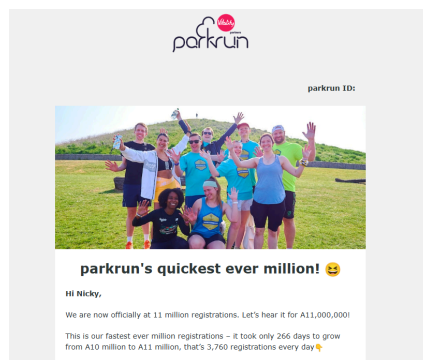 Vitality
parkrun
parkrun ID:
parkrun's quickest ever million! 😆
Hi Nicky,
We are now officially at 11 million registrations. Let's hear it for A11,000,000!
This is our fastest ever million registrations – it took only 266 days to grow
from A10 million to A11 million, that's 3,760 registrations every day👇